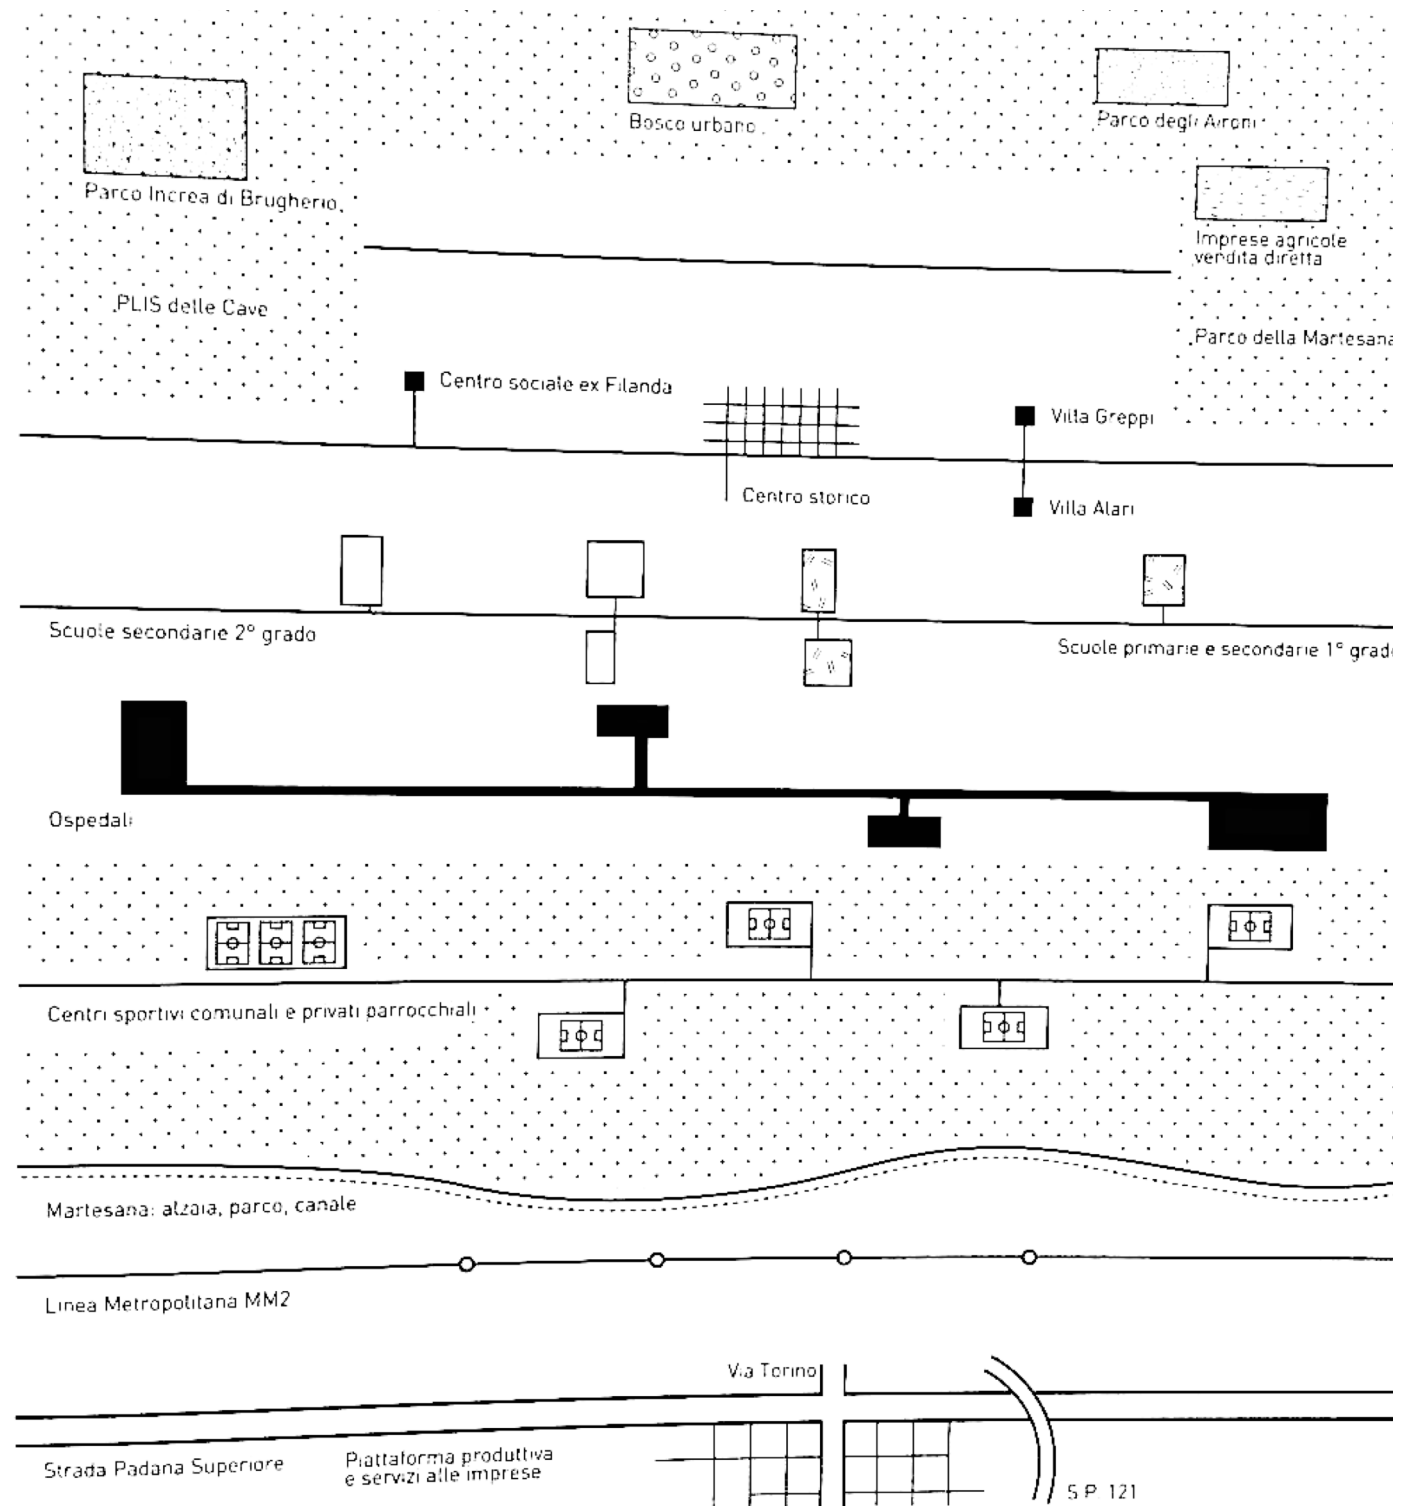 Bosco urbano
Parco degli Aironi
Parco Increa di Brugherio
Imprese agricole
vendita diretta
PLIS delle Cave
Parco della Martesana
Centro sociale ex Filanda
Villa Greppi
Centro storico
Villa Alari
Scuole secondarie 2° grado
Scuole primarie e secondarie 1° grado
Ospedali
Centri sportivi comunali e privati parrocchiali
Martesana: alzaia, parco, canale
Linea Metropolitana MM2
Via Torino
Strada Padana Superiore
Piattaforma produttiva
e servizi alle imprese
S.P. 121